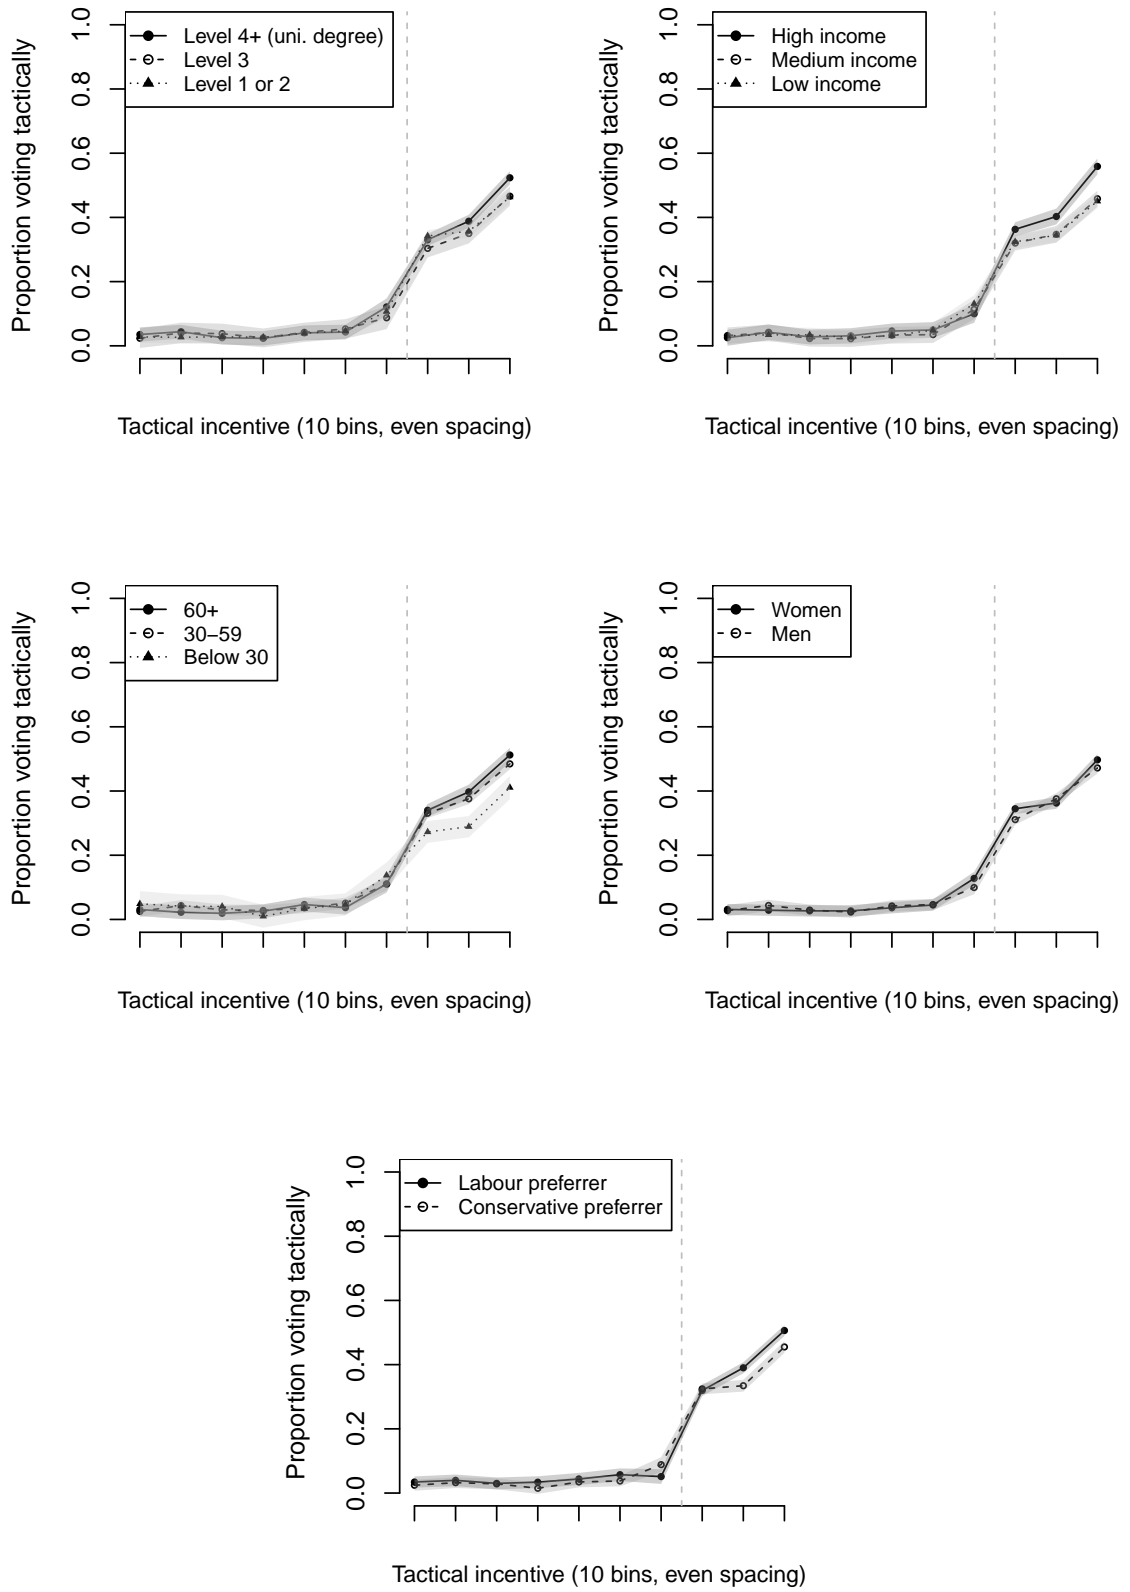 Proportion voting tactically
0.0 0.2 0.4 0.6 0.8 1.0
Level 4+ (uni. degree)
Level 3
Level 1 or 2
Tactical incentive (10 bins, even spacing)
Proportion voting tactically
0.0 0.2 0.4 0.6 0.8 1.0
High income
Medium income
Low income
Tactical incentive (10 bins, even spacing)
Proportion voting tactically
0.0 0.2 0.4 0.6 0.8 1.0
60+
30−59
Below 30
Tactical incentive (10 bins, even spacing)
Proportion voting tactically
0.0 0.2 0.4 0.6 0.8 1.0
Women
Men
Tactical incentive (10 bins, even spacing)
Proportion voting tactically
0.0 0.2 0.4 0.6 0.8 1.0
Labour preferrer
Conservative preferrer
Tactical incentive (10 bins, even spacing)